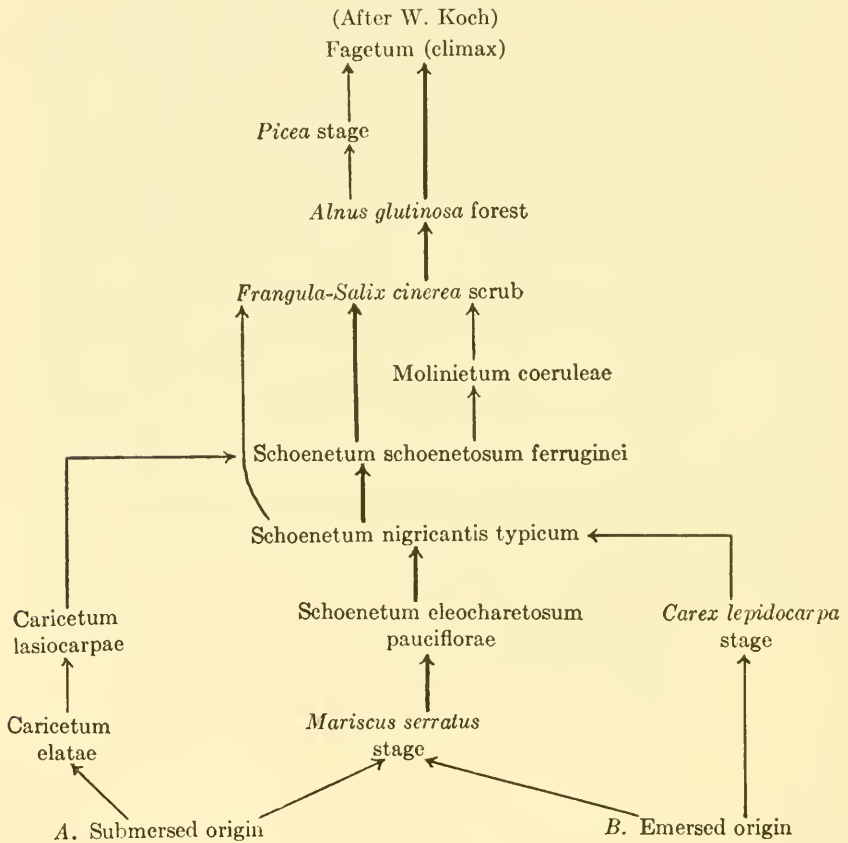 (After W. Koch)
Fagetum (climax)
Picea stage
Alnus glutinosa forest
Frangula-Salix cinerea scrub
Molinietum coeruleae
Schoenetum schoenetosum ferruginei
Schoenetum nigricantis typicum
Caricetum
lasiocarpae
Schoenetum eleocharetosum
pauciflorae
Carex lepidocarpa
stage
Caricetum
elatae
Mariscus serratus
stage
A. Submersed origin
B. Emersed origin